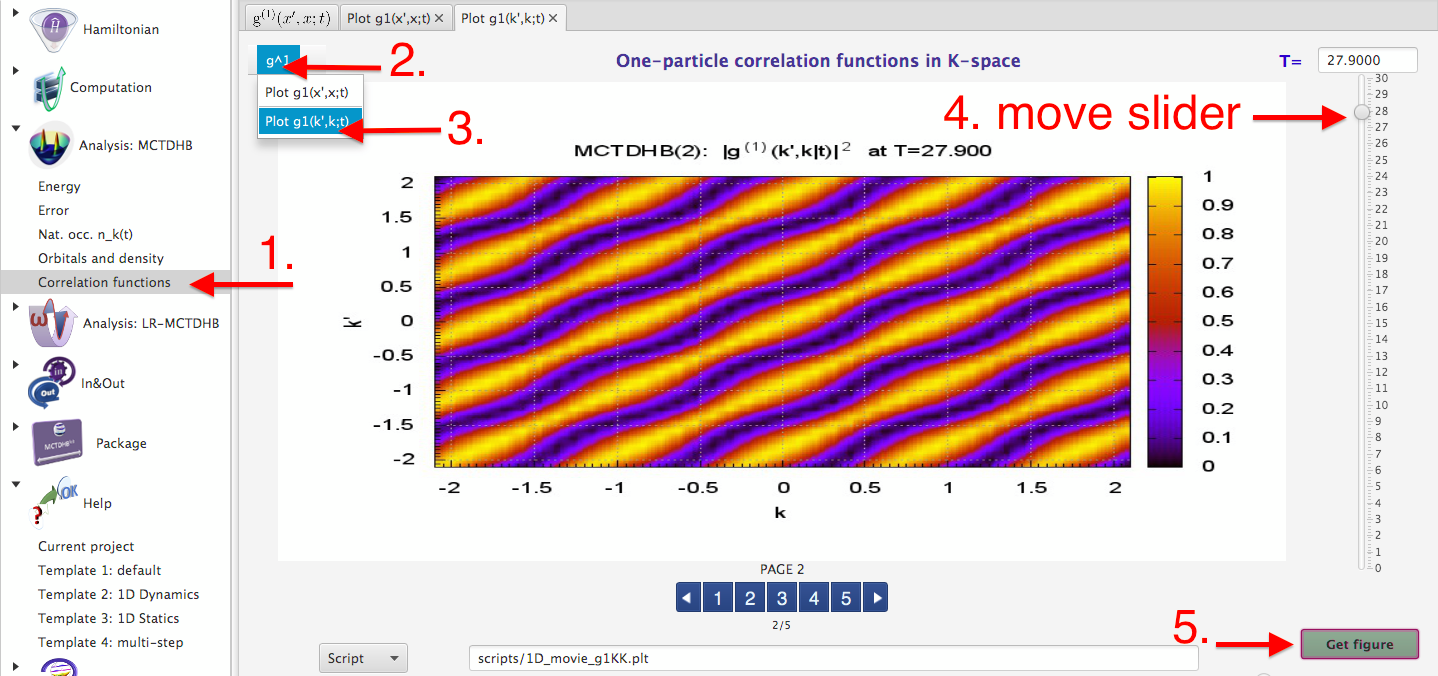 Hamiltonian
Computation
Analysis: MCTDHB
Energy
Error
Nat. occ. n_k(t)
Orbitals and density
Correlation functions
1.
ω
Analysis: LR-MCTDHB
In
Out
In&Out
MCTDHB
Package
OK
?
Help
Current project
Template 1: default
Template 2: 1D Dynamics
Template 3: 1D Statics
Template 4: multi-step
g⁽¹⁾(x′, x; t)
Plot g1(x',x;t) ×
Plot g1(k',k;t) ×
g^1
2.
Plot g1(x',x;t)
Plot g1(k',k;t)
3.
One-particle correlation functions in K-space
T=
27.9000
4. move slider
MCTDHB(2): |g⁽¹⁾(k',k|t)|² at T=27.900
2
1.5
1
0.5
0
-0.5
-1
-1.5
-2
k'
-2 -1.5 -1 -0.5 0 0.5 1 1.5 2
k
1
0.9
0.8
0.7
0.6
0.5
0.4
0.3
0.2
0.1
0
30
29
28
27
26
25
24
23
22
21
20
19
18
17
16
15
14
13
12
11
10
9
8
7
6
5
4
3
2
1
0
PAGE 2
1 2 3 4 5
2/5
5.
Script
scripts/1D_movie_g1KK.plt
Get figure